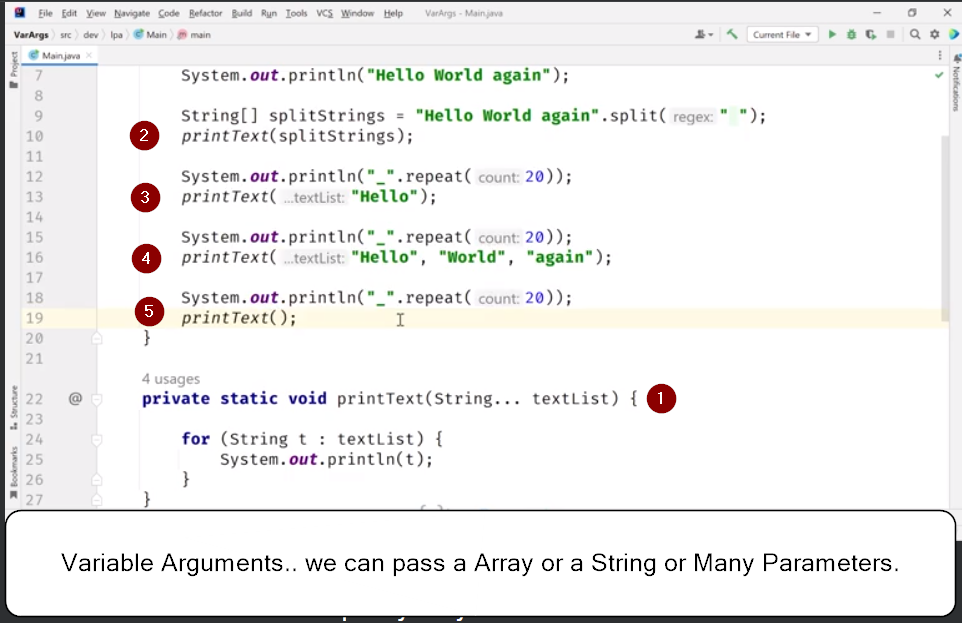 File Edit View Navigate Code Refactor Build Run Tools VCS Window Help VarArgs - Main.java
VarArgs src dev lpa Main main Current File
Project
Main.java
Notifications
7 System.out.println("Hello World again");
8
9 String[] splitStrings = "Hello World again".split( regex: " ");
10 2 printText(splitStrings);
11
12 System.out.println("_".repeat( count: 20));
13 3 printText( ...textList: "Hello");
14
15 System.out.println("_".repeat( count: 20));
16 4 printText( ...textList: "Hello", "World", "again");
17
18 System.out.println("_".repeat( count: 20));
19 5 printText();
20 }
21
4 usages
22 @ private static void printText(String... textList) { 1
23
24 for (String t : textList) {
25 System.out.println(t);
26 }
27 }
Structure
Bookmarks
Variable Arguments.. we can pass a Array or a String or Many Parameters.